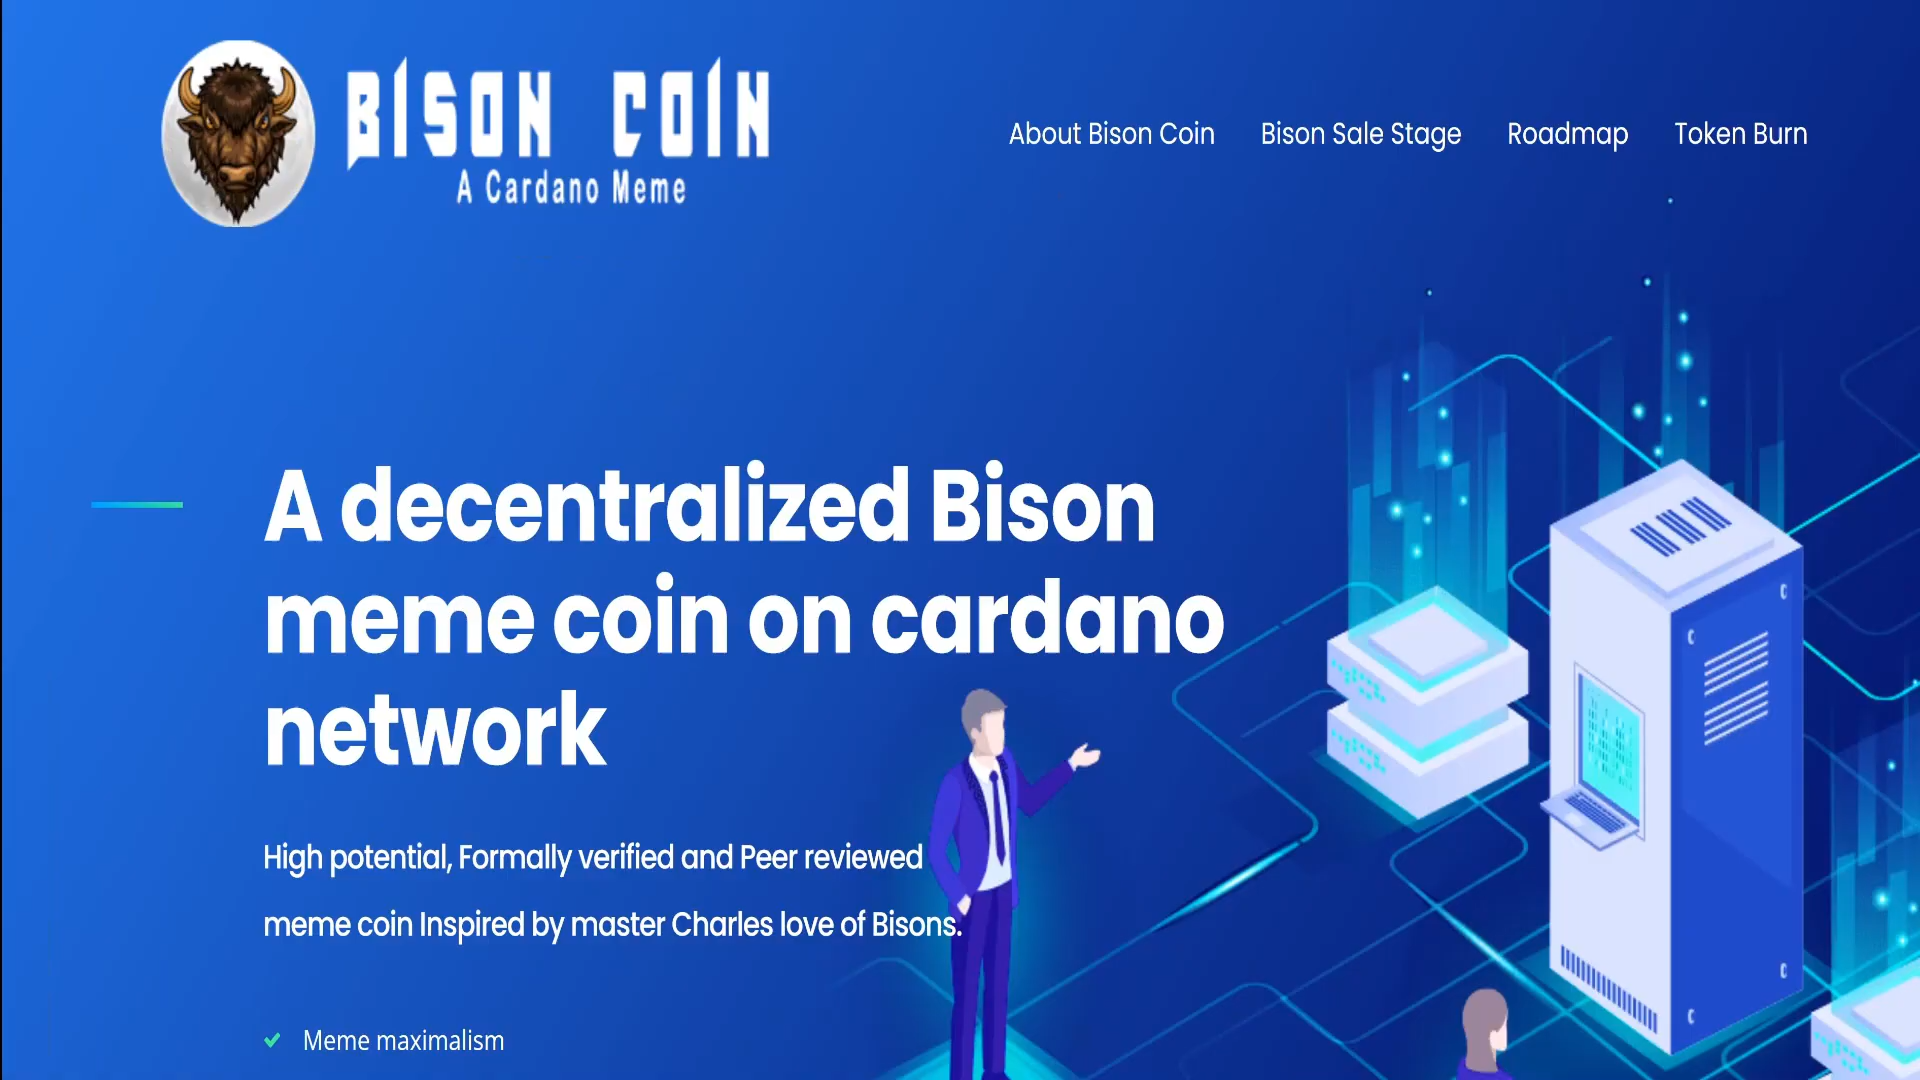 BISON COIN
A Cardano Meme
About Bison Coin Bison Sale Stage Roadmap Token Burn
A decentralized Bison
meme coin on cardano
network
High potential, Formally verified and Peer reviewed
meme coin Inspired by master Charles love of Bisons.
Meme maximalism